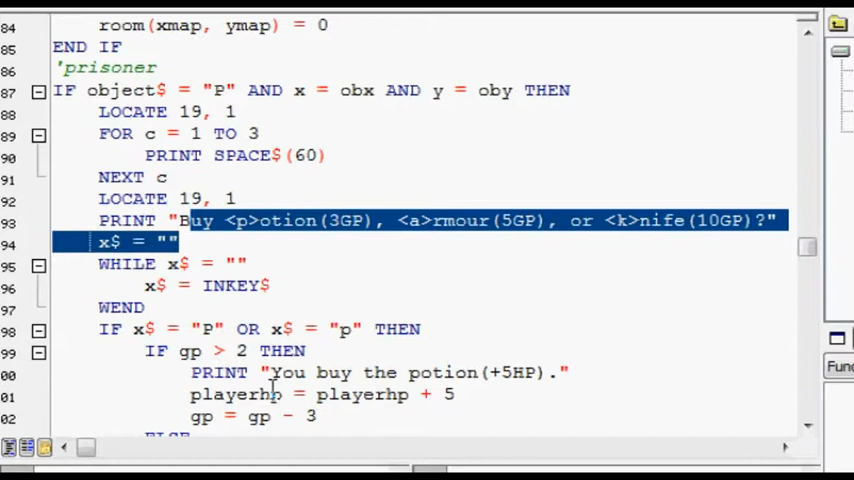 84 room(xmap, ymap) = 0
85 END IF
86 'prisoner
87 IF object$ = "P" AND x = obx AND y = oby THEN
88 LOCATE 19, 1
89 FOR c = 1 TO 3
90 PRINT SPACE$(60)
91 NEXT c
92 LOCATE 19, 1
93 PRINT "Buy <p>otion(3GP), <a>rmour(5GP), or <k>nife(10GP)?"
94 x$ = ""
95 WHILE x$ = ""
96 x$ = INKEY$
97 WEND
98 IF x$ = "P" OR x$ = "p" THEN
99 IF gp > 2 THEN
00 PRINT "You buy the potion(+5HP)."
01 playerhp = playerhp + 5
02 gp = gp - 3
ELSE
Func